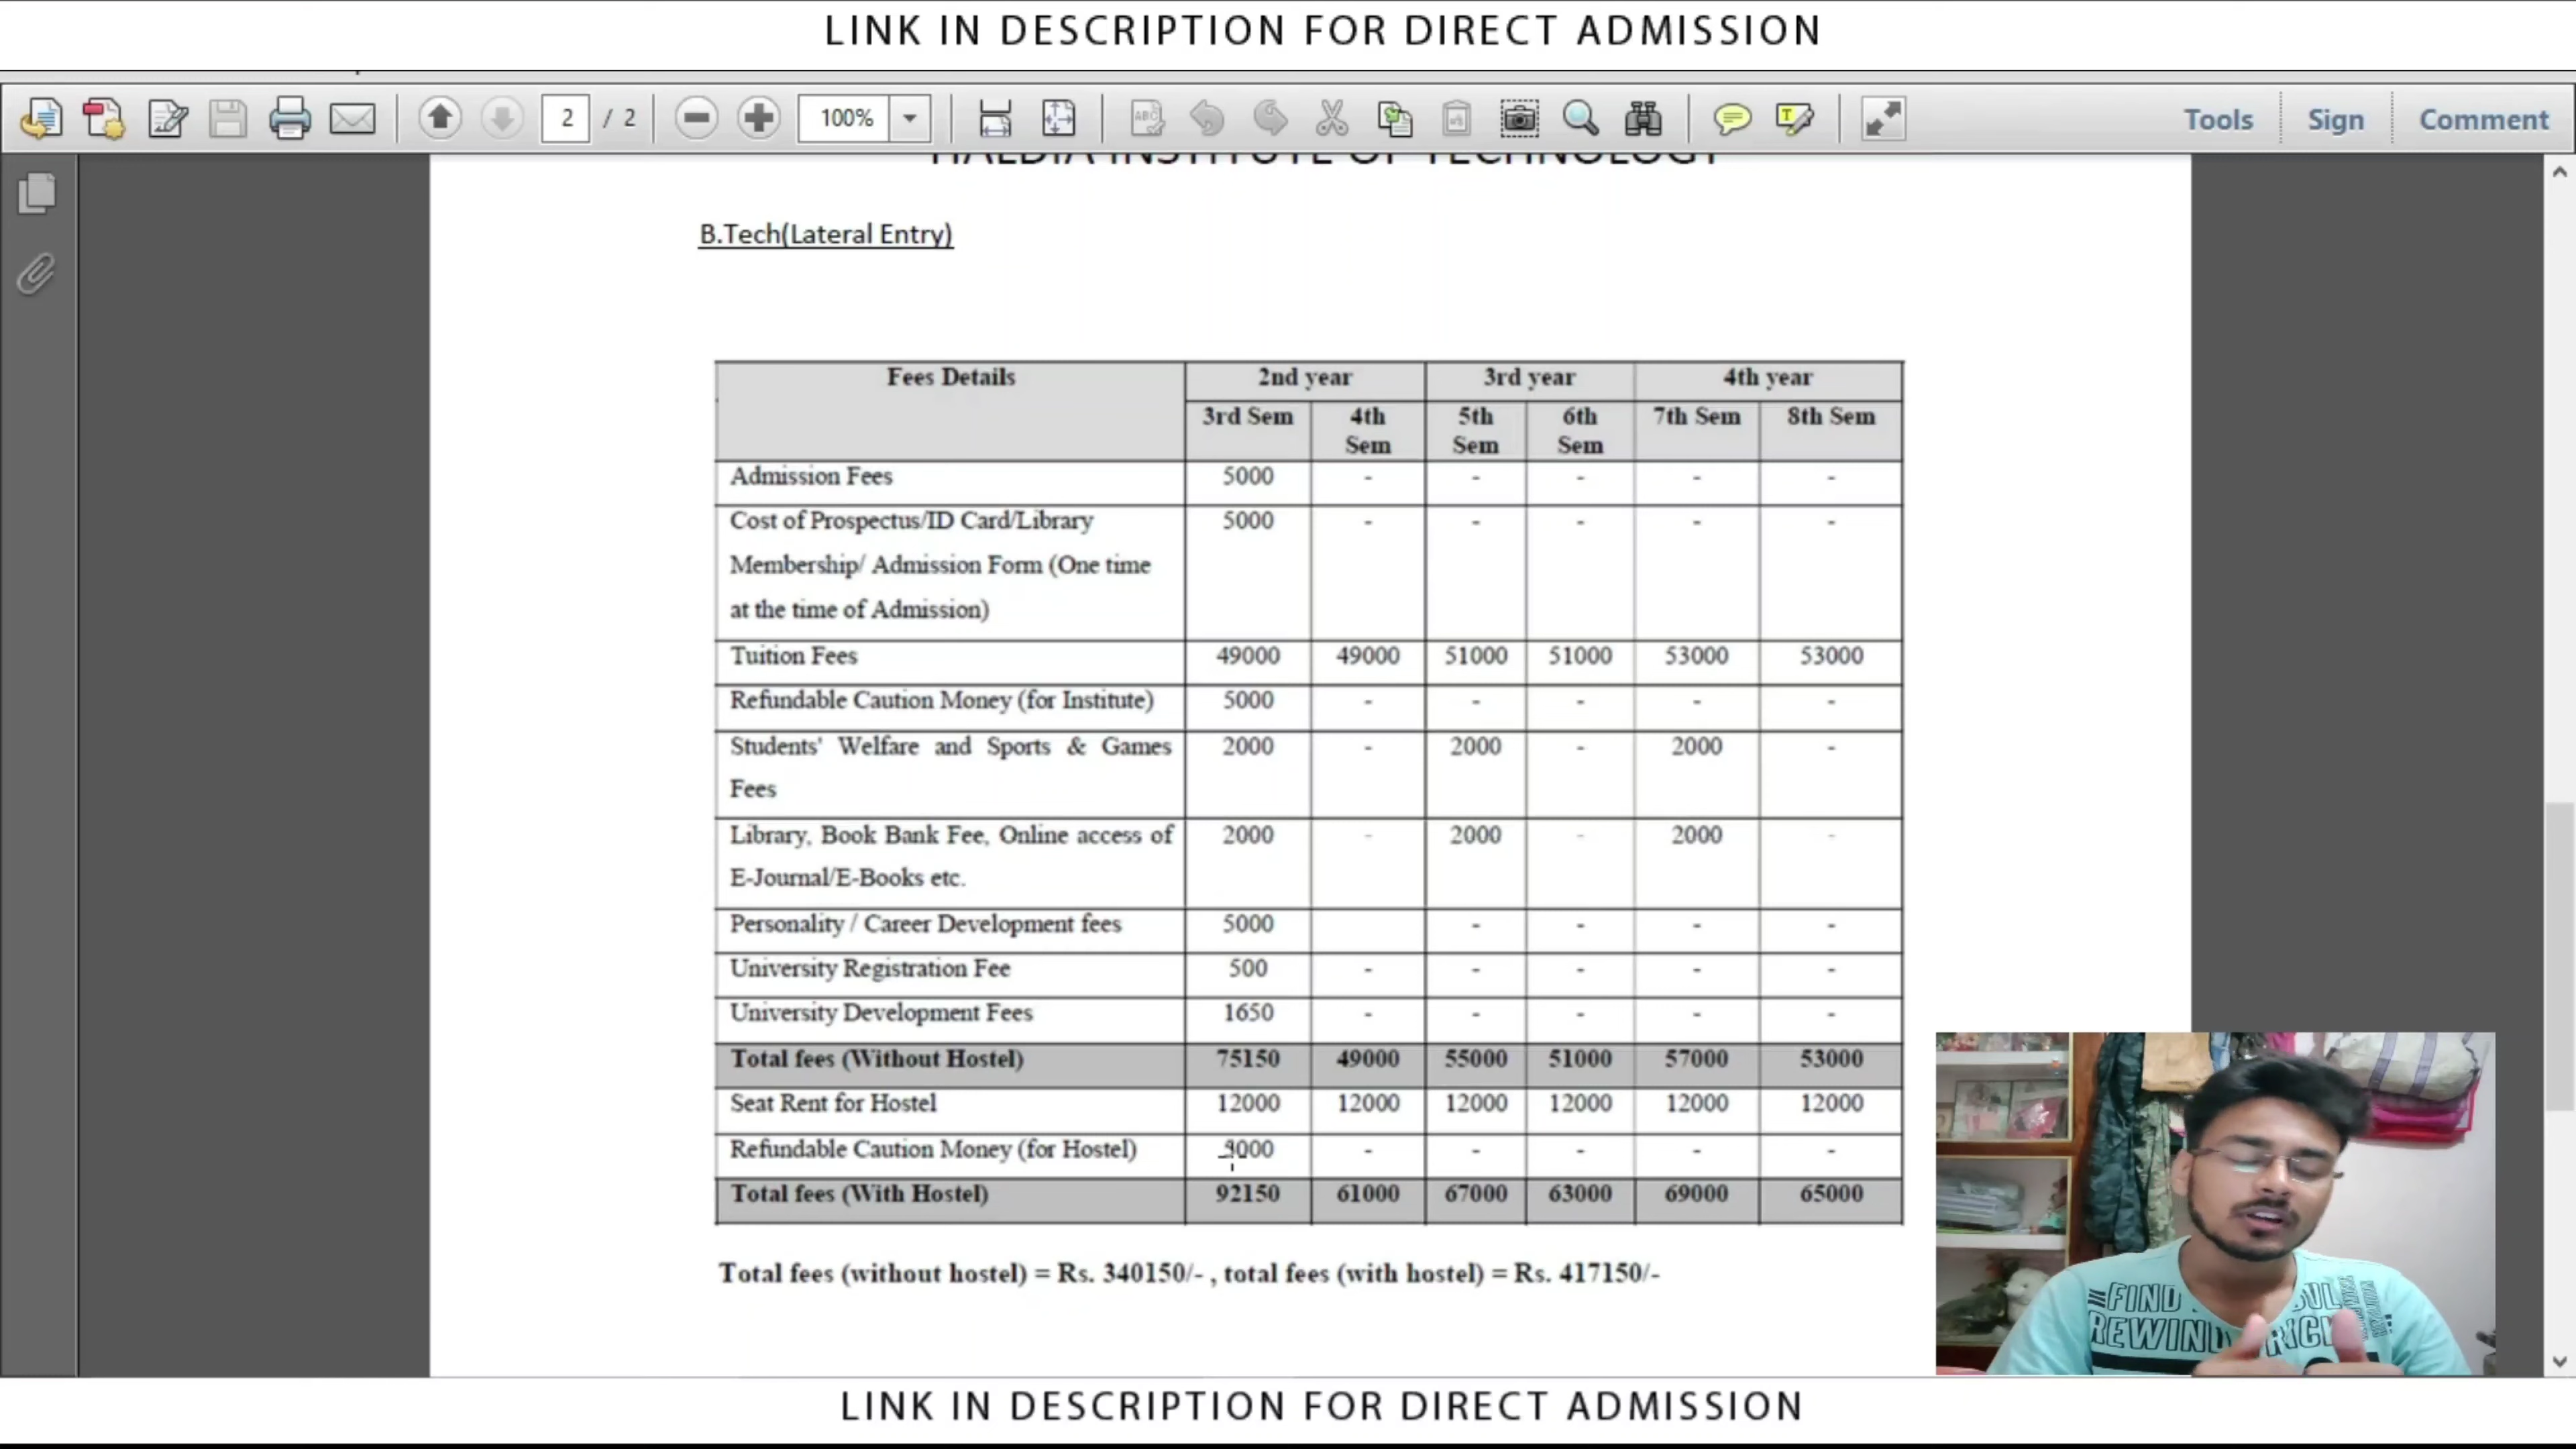 LINK IN DESCRIPTION FOR DIRECT ADMISSION
2 / 2 100% Tools Sign Comment
HALDIA INSTITUTE OF TECHNOLOGY
B.Tech(Lateral Entry)
Fees Details 2nd year 3rd year 4th year
3rd Sem 4th Sem 5th Sem 6th Sem 7th Sem 8th Sem
Admission Fees 5000 - - - - -
Cost of Prospectus/ID Card/Library 5000 - - - - -
Membership/ Admission Form (One time
at the time of Admission)
Tuition Fees 49000 49000 51000 51000 53000 53000
Refundable Caution Money (for Institute) 5000 - - - - -
Students' Welfare and Sports & Games 2000 - 2000 - 2000 -
Fees
Library, Book Bank Fee, Online access of 2000 - 2000 - 2000 -
E-Journal/E-Books etc.
Personality / Career Development fees 5000 - - - -
University Registration Fee 500 - - - - -
University Development Fees 1650 - - - - -
Total fees (Without Hostel) 75150 49000 55000 51000 57000 53000
Seat Rent for Hostel 12000 12000 12000 12000 12000 12000
Refundable Caution Money (for Hostel) - - - - -
Total fees (With Hostel) 92150 61000 67000 63000 69000 65000
Total fees (without hostel) = Rs. 340150/- , total fees (with hostel) = Rs. 417150/-
FIND
REWIND
LINK IN DESCRIPTION FOR DIRECT ADMISSION